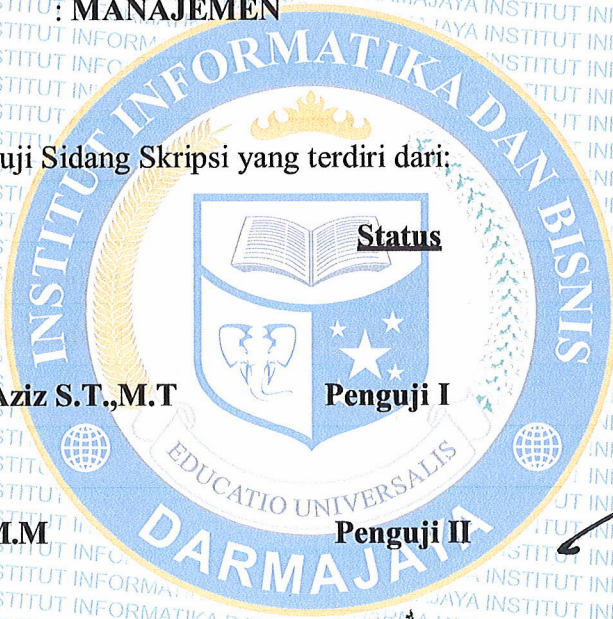 : MANAJEMEN
uji Sidang Skripsi yang terdiri dari:
Status
Aziz S.T.,M.T Penguji I
M.M Penguji II
INSTITUT INFORMATIKA DAN BISNIS
EDUCATIO UNIVERSALIS
DARMAJAYA